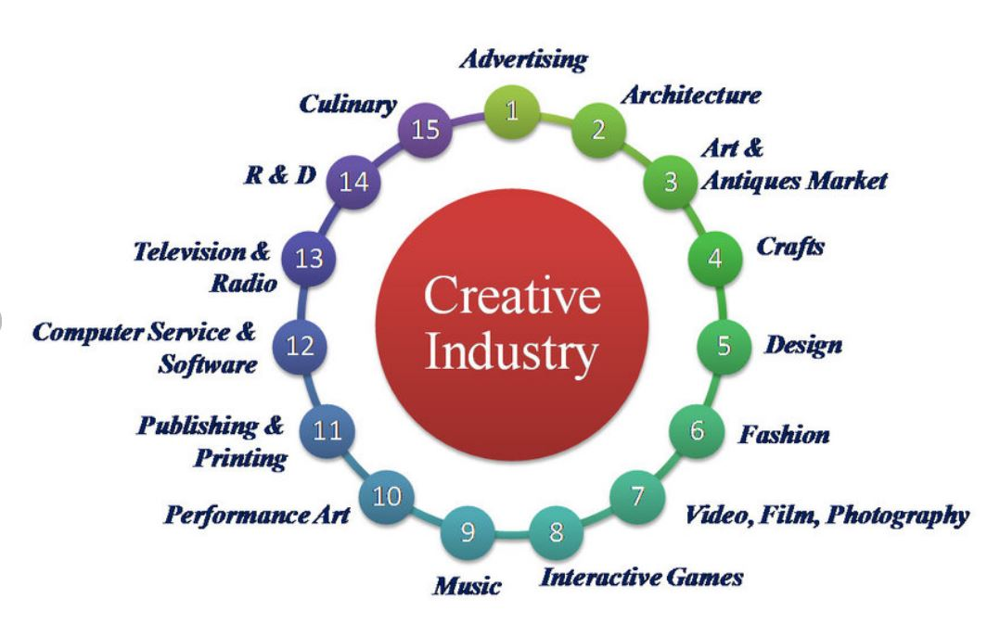 Creative
Industry
1
Advertising
2
Architecture
3
Art &
Antiques Market
4
Crafts
5
Design
6
Fashion
7
Video, Film, Photography
8
Interactive Games
9
Music
10
Performance Art
11
Publishing &
Printing
12
Computer Service &
Software
13
Television &
Radio
14
R & D
15
Culinary